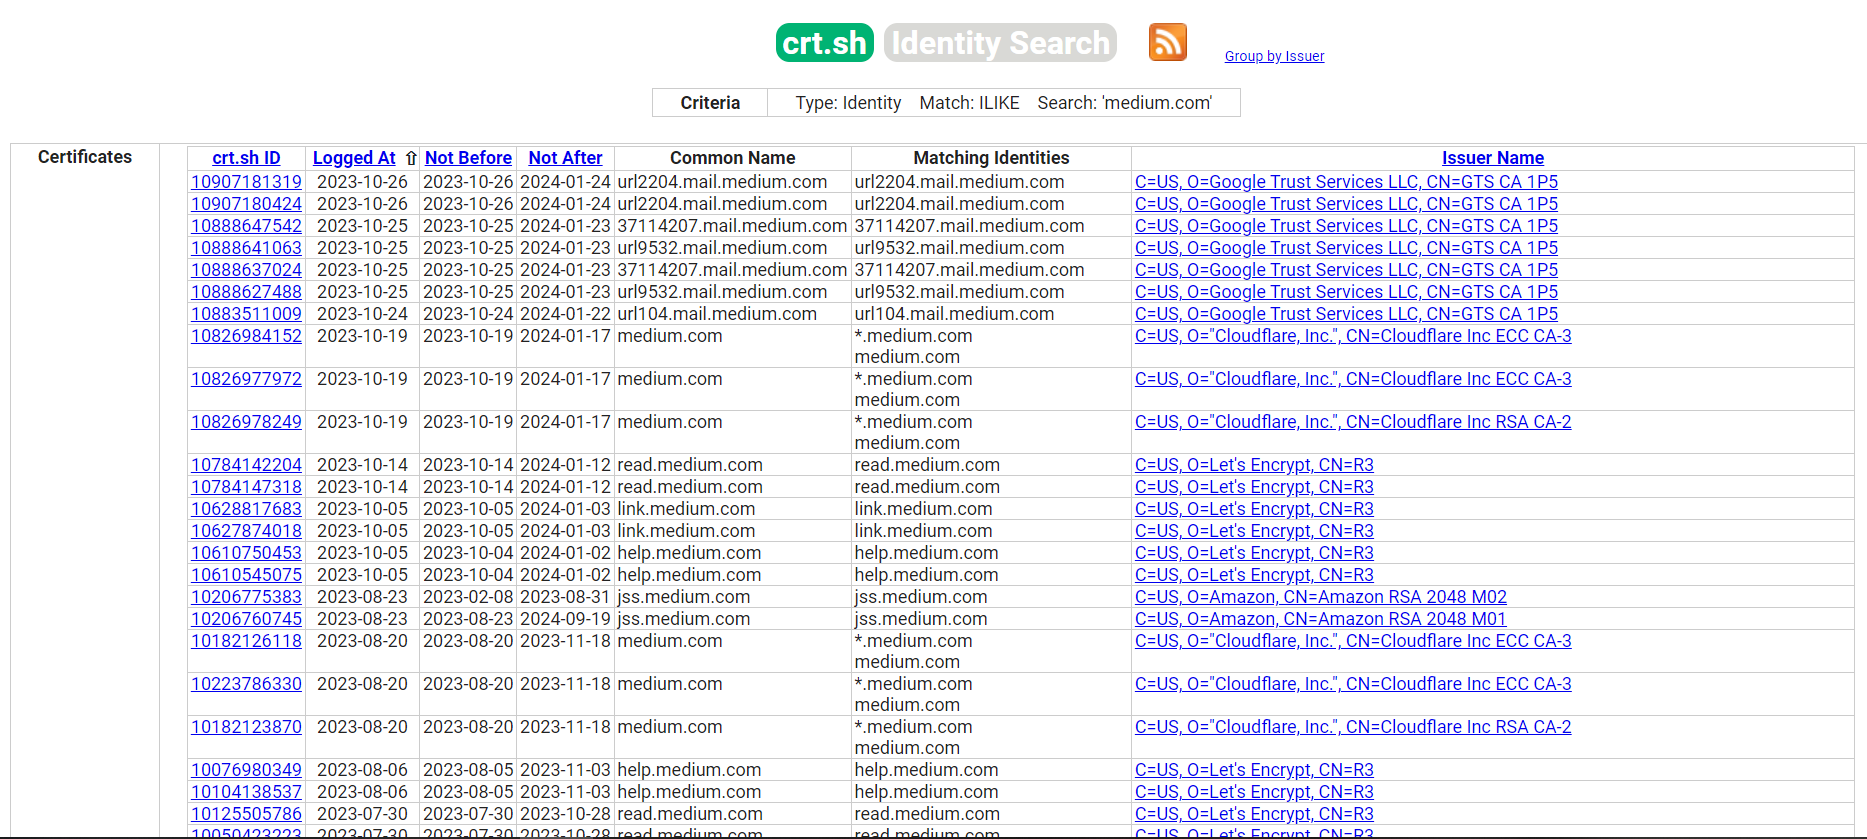 crt.sh Identity Search Group by Issuer
Criteria Type: Identity Match: ILIKE Search: 'medium.com'
Certificates crt.sh ID Logged At ⇧ Not Before Not After Common Name Matching Identities Issuer Name
10907181319 2023-10-26 2023-10-26 2024-01-24 url2204.mail.medium.com url2204.mail.medium.com C=US, O=Google Trust Services LLC, CN=GTS CA 1P5
10907180424 2023-10-26 2023-10-26 2024-01-24 url2204.mail.medium.com url2204.mail.medium.com C=US, O=Google Trust Services LLC, CN=GTS CA 1P5
10888647542 2023-10-25 2023-10-25 2024-01-23 37114207.mail.medium.com 37114207.mail.medium.com C=US, O=Google Trust Services LLC, CN=GTS CA 1P5
10888641063 2023-10-25 2023-10-25 2024-01-23 url9532.mail.medium.com url9532.mail.medium.com C=US, O=Google Trust Services LLC, CN=GTS CA 1P5
10888637024 2023-10-25 2023-10-25 2024-01-23 37114207.mail.medium.com 37114207.mail.medium.com C=US, O=Google Trust Services LLC, CN=GTS CA 1P5
10888627488 2023-10-25 2023-10-25 2024-01-23 url9532.mail.medium.com url9532.mail.medium.com C=US, O=Google Trust Services LLC, CN=GTS CA 1P5
10883511009 2023-10-24 2023-10-24 2024-01-22 url104.mail.medium.com url104.mail.medium.com C=US, O=Google Trust Services LLC, CN=GTS CA 1P5
10826984152 2023-10-19 2023-10-19 2024-01-17 medium.com *.medium.com C=US, O="Cloudflare, Inc.", CN=Cloudflare Inc ECC CA-3
medium.com
10826977972 2023-10-19 2023-10-19 2024-01-17 medium.com *.medium.com C=US, O="Cloudflare, Inc.", CN=Cloudflare Inc ECC CA-3
medium.com
10826978249 2023-10-19 2023-10-19 2024-01-17 medium.com *.medium.com C=US, O="Cloudflare, Inc.", CN=Cloudflare Inc RSA CA-2
medium.com
10784142204 2023-10-14 2023-10-14 2024-01-12 read.medium.com read.medium.com C=US, O=Let's Encrypt, CN=R3
10784147318 2023-10-14 2023-10-14 2024-01-12 read.medium.com read.medium.com C=US, O=Let's Encrypt, CN=R3
10628817683 2023-10-05 2023-10-05 2024-01-03 link.medium.com link.medium.com C=US, O=Let's Encrypt, CN=R3
10627874018 2023-10-05 2023-10-05 2024-01-03 link.medium.com link.medium.com C=US, O=Let's Encrypt, CN=R3
10610750453 2023-10-05 2023-10-04 2024-01-02 help.medium.com help.medium.com C=US, O=Let's Encrypt, CN=R3
10610545075 2023-10-05 2023-10-04 2024-01-02 help.medium.com help.medium.com C=US, O=Let's Encrypt, CN=R3
10206775383 2023-08-23 2023-02-08 2023-08-31 jss.medium.com jss.medium.com C=US, O=Amazon, CN=Amazon RSA 2048 M02
10206760745 2023-08-23 2023-08-23 2024-09-19 jss.medium.com jss.medium.com C=US, O=Amazon, CN=Amazon RSA 2048 M01
10182126118 2023-08-20 2023-08-20 2023-11-18 medium.com *.medium.com C=US, O="Cloudflare, Inc.", CN=Cloudflare Inc ECC CA-3
medium.com
10223786330 2023-08-20 2023-08-20 2023-11-18 medium.com *.medium.com C=US, O="Cloudflare, Inc.", CN=Cloudflare Inc ECC CA-3
medium.com
10182123870 2023-08-20 2023-08-20 2023-11-18 medium.com *.medium.com C=US, O="Cloudflare, Inc.", CN=Cloudflare Inc RSA CA-2
medium.com
10076980349 2023-08-06 2023-08-05 2023-11-03 help.medium.com help.medium.com C=US, O=Let's Encrypt, CN=R3
10104138537 2023-08-06 2023-08-05 2023-11-03 help.medium.com help.medium.com C=US, O=Let's Encrypt, CN=R3
10125505786 2023-07-30 2023-07-30 2023-10-28 read.medium.com read.medium.com C=US, O=Let's Encrypt, CN=R3
10050423223 2023-07-30 2023-07-30 2023-10-28 read.medium.com read.medium.com C=US, O=Let's Encrypt, CN=R3